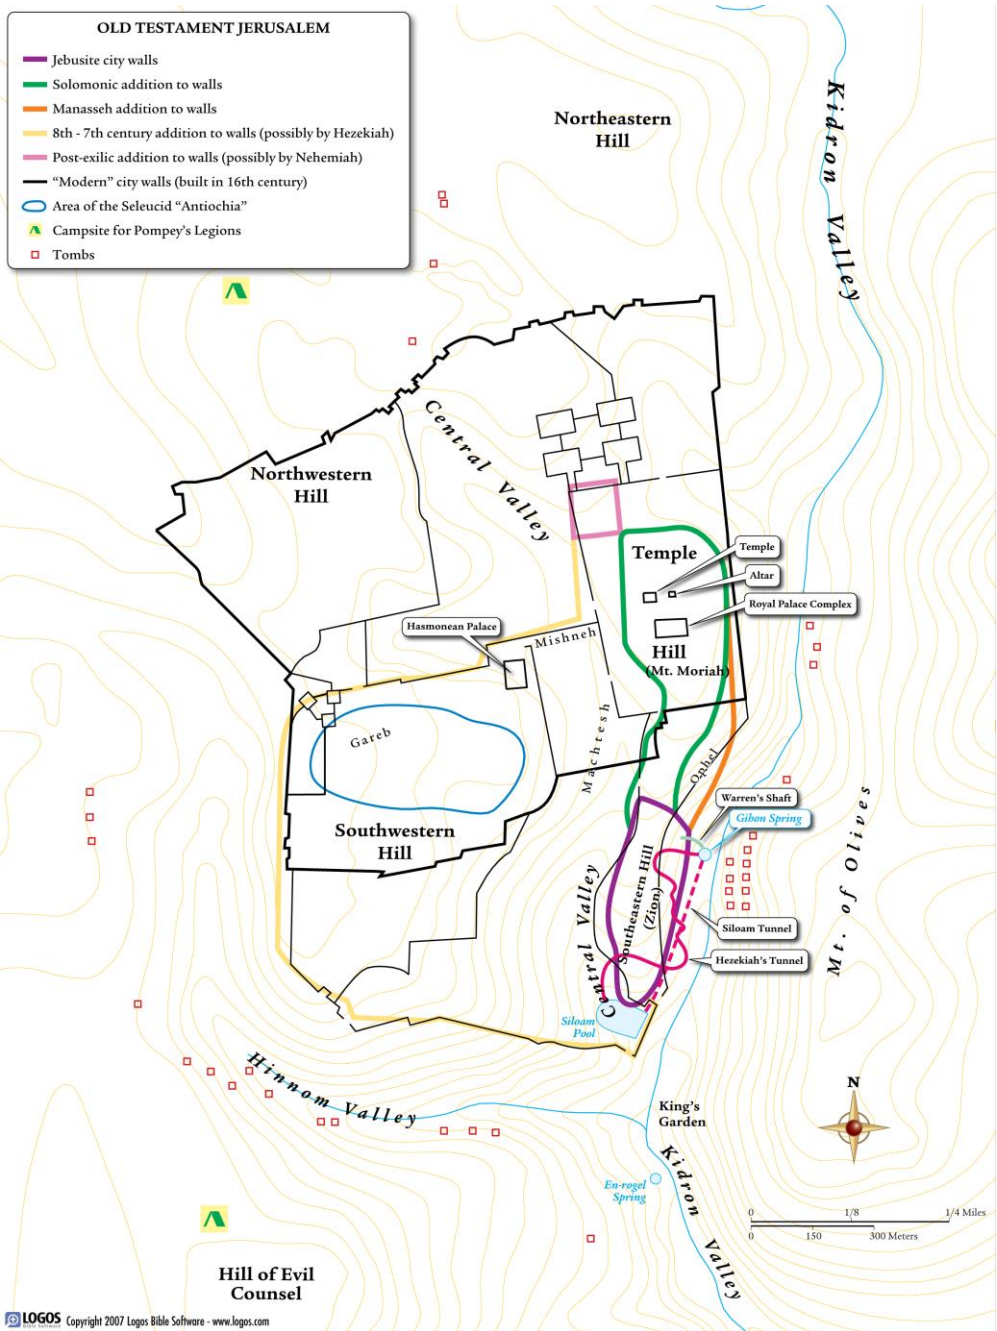 OLD TESTAMENT JERUSALEM
Jebusite city walls
Solomonic addition to walls
Manasseh addition to walls
8th - 7th century addition to walls (possibly by Hezekiah)
Post-exilic addition to walls (possibly by Nehemiah)
“Modern” city walls (built in 16th century)
Area of the Seleucid “Antiochia”
Campsite for Pompey's Legions
Tombs
Northeastern
Hill
Kidron Valley
Central Valley
Northwestern
Hill
Temple
Temple
Altar
Royal Palace Complex
Hasmonean Palace
Mishneh
Hill
(Mt. Moriah)
Gareb
Machtesh
Ophel
Warren's Shaft
Gihon Spring
Southwestern
Hill
Central Valley
Southeastern Hill
(Zion)
Mt. of Olives
Siloam Tunnel
Hezekiah's Tunnel
Siloam
Pool
Hinnom Valley
King's
Garden
N
Kidron Valley
En-rogel
Spring
0 1/8 1/4 Miles
0 150 300 Meters
Hill of Evil
Counsel
LOGOS
Bible Software
Copyright 2007 Logos Bible Software - www.logos.com